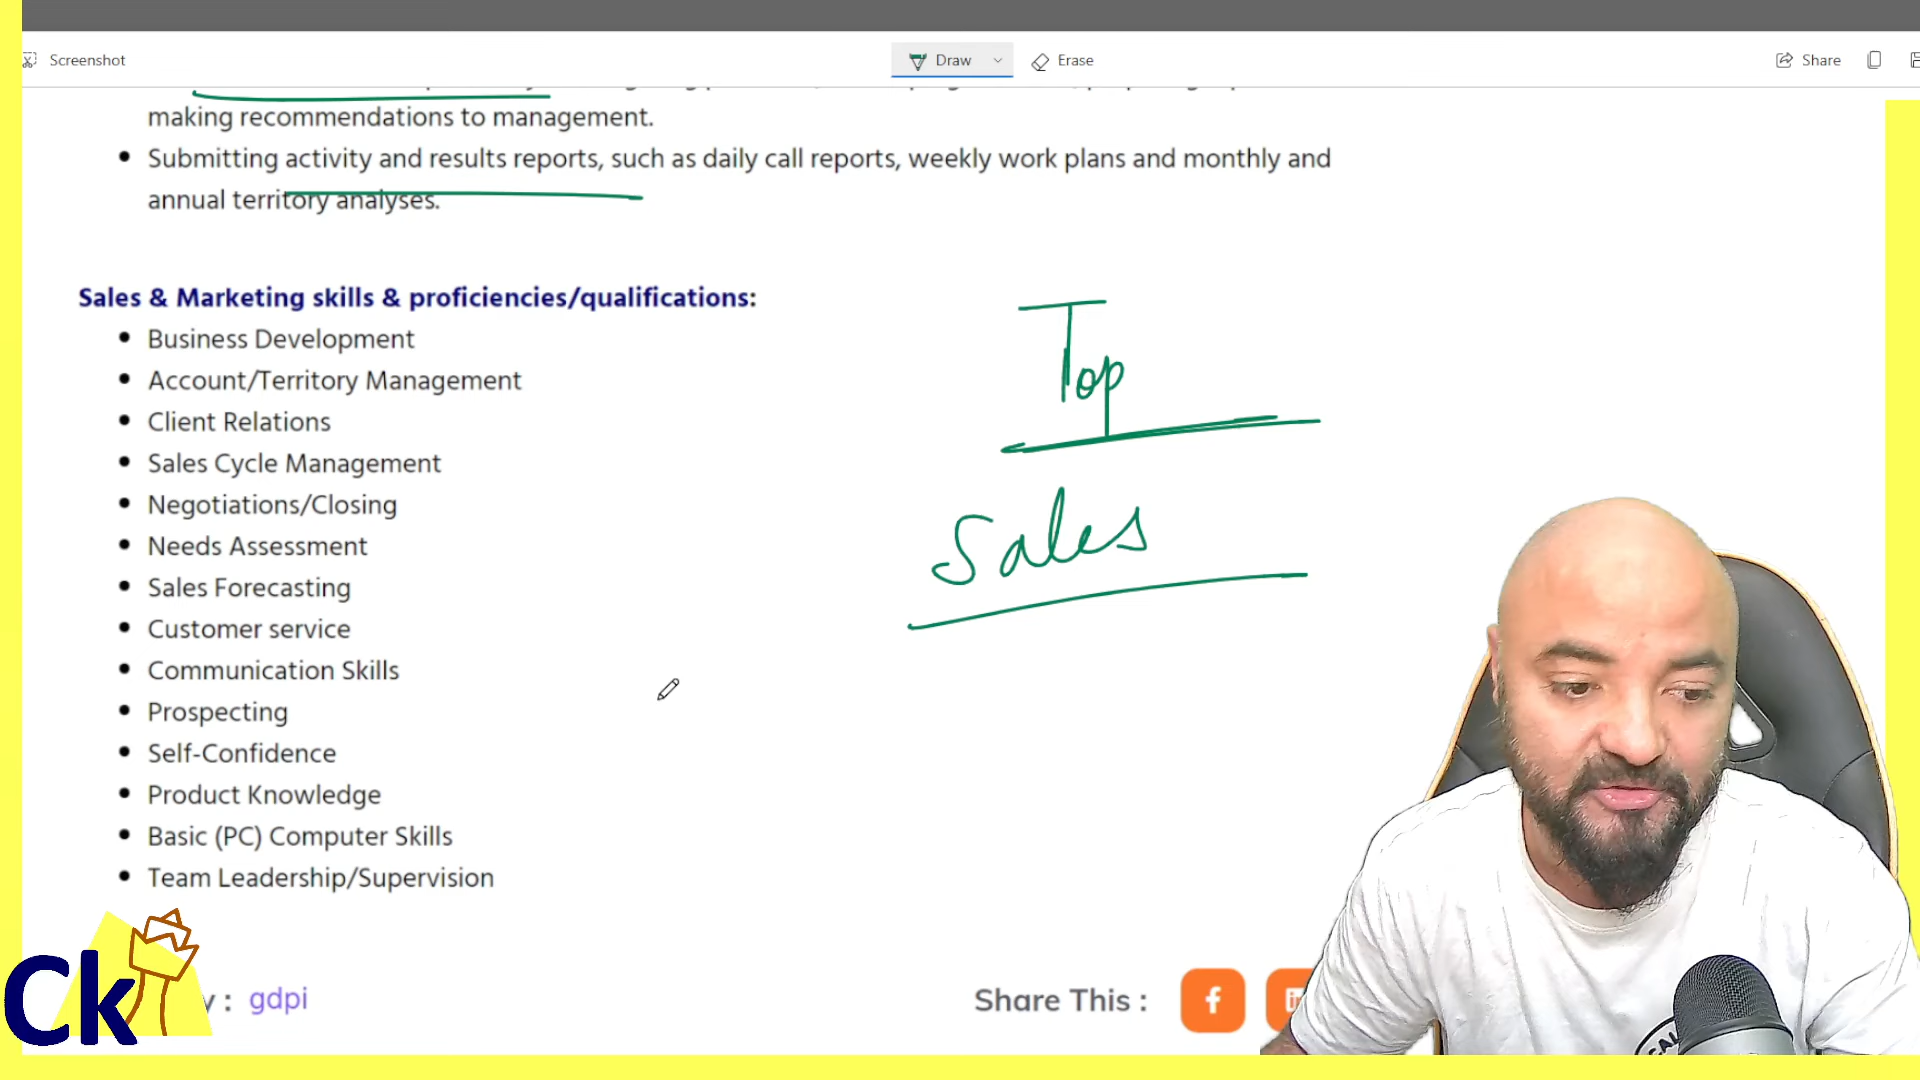 Screenshot
Draw
Erase
Share
making recommendations to management.
• Submitting activity and results reports, such as daily call reports, weekly work plans and monthly and
annual territory analyses.
Sales & Marketing skills & proficiencies/qualifications:
• Business Development
• Account/Territory Management
• Client Relations
• Sales Cycle Management
• Negotiations/Closing
• Needs Assessment
• Sales Forecasting
• Customer service
• Communication Skills
• Prospecting
• Self-Confidence
• Product Knowledge
• Basic (PC) Computer Skills
• Team Leadership/Supervision
Top
Sales
Ck
y : gdpi
Share This :
f
in